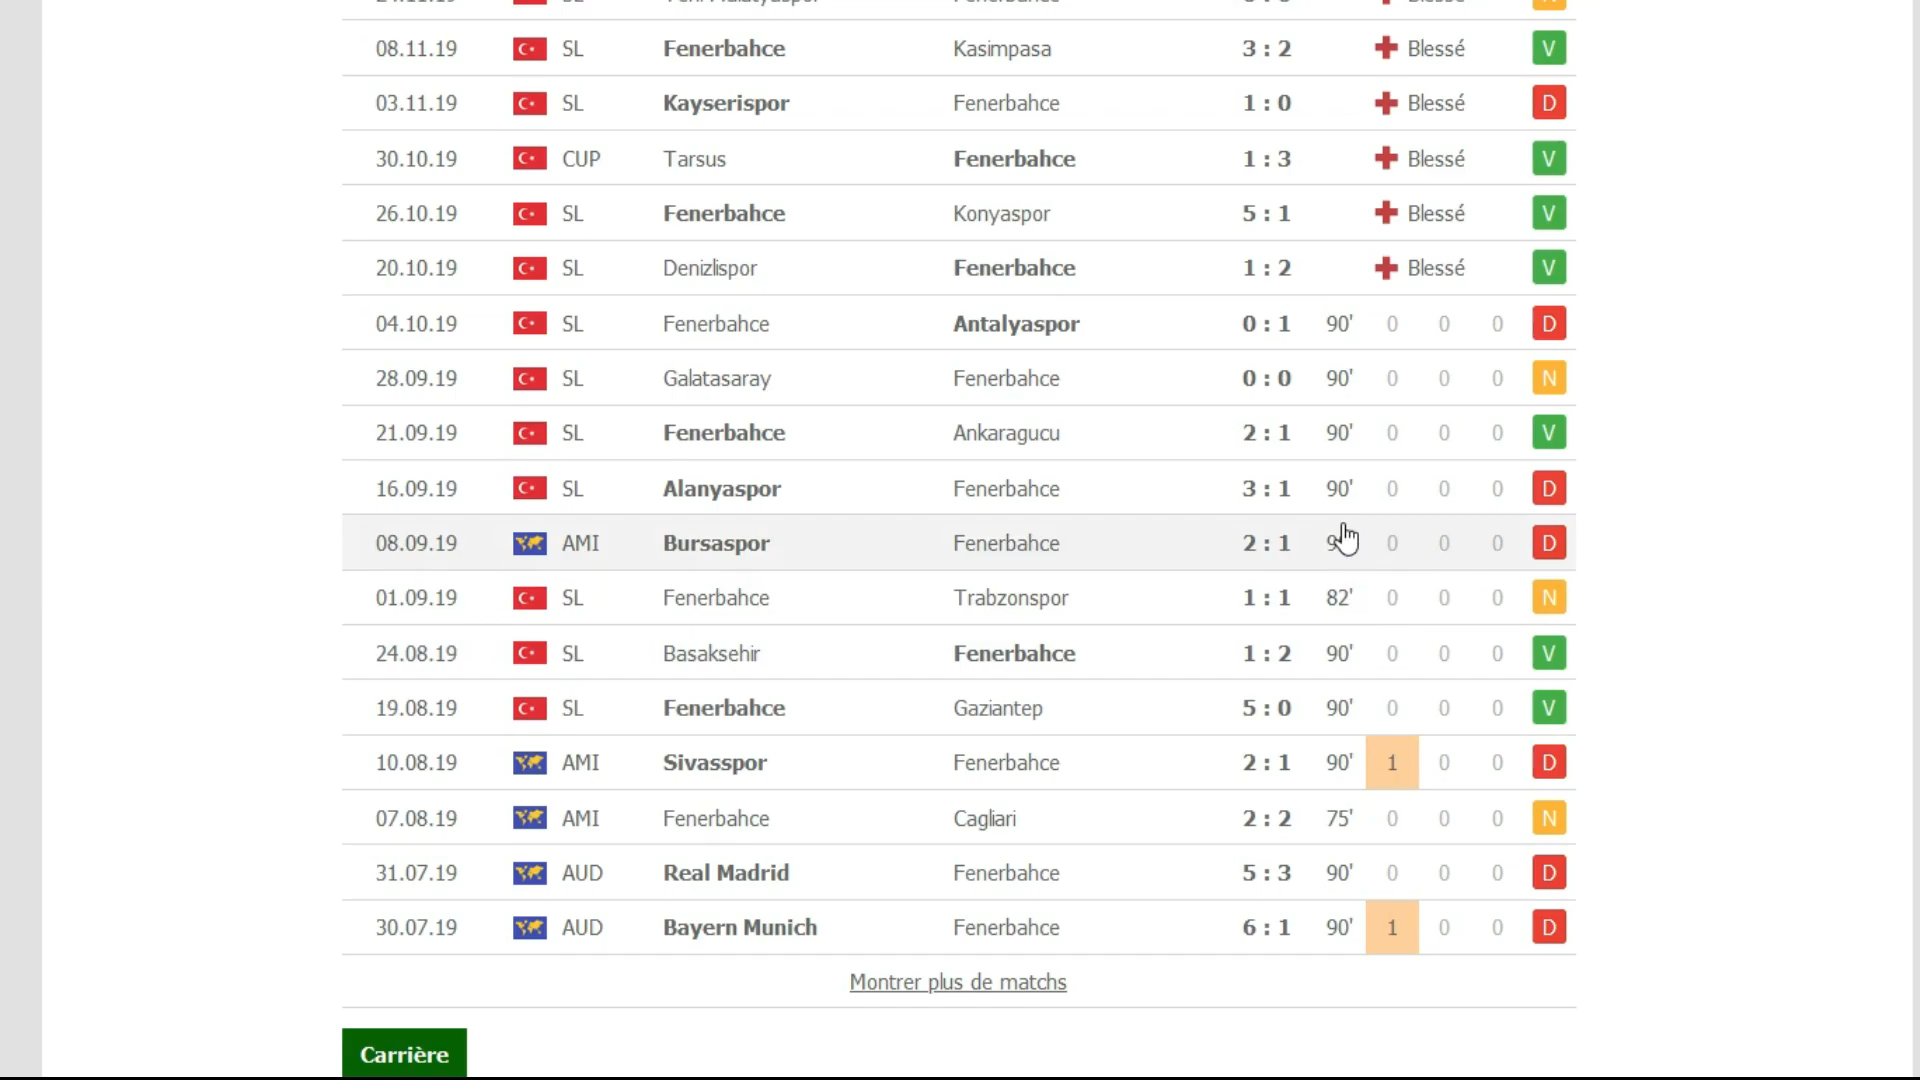 08.11.19 SL Fenerbahce Kasimpasa 3 : 2 Blessé V
03.11.19 SL Kayserispor Fenerbahce 1 : 0 Blessé D
30.10.19 CUP Tarsus Fenerbahce 1 : 3 Blessé V
26.10.19 SL Fenerbahce Konyaspor 5 : 1 Blessé V
20.10.19 SL Denizlispor Fenerbahce 1 : 2 Blessé V
04.10.19 SL Fenerbahce Antalyaspor 0 : 1 90' 0 0 0 D
28.09.19 SL Galatasaray Fenerbahce 0 : 0 90' 0 0 0 N
21.09.19 SL Fenerbahce Ankaragucu 2 : 1 90' 0 0 0 V
16.09.19 SL Alanyaspor Fenerbahce 3 : 1 90' 0 0 0 D
08.09.19 AMI Bursaspor Fenerbahce 2 : 1 0 0 0 D
01.09.19 SL Fenerbahce Trabzonspor 1 : 1 82' 0 0 0 N
24.08.19 SL Basaksehir Fenerbahce 1 : 2 90' 0 0 0 V
19.08.19 SL Fenerbahce Gaziantep 5 : 0 90' 0 0 0 V
10.08.19 AMI Sivasspor Fenerbahce 2 : 1 90' 1 0 0 D
07.08.19 AMI Fenerbahce Cagliari 2 : 2 75' 0 0 0 N
31.07.19 AUD Real Madrid Fenerbahce 5 : 3 90' 0 0 0 D
30.07.19 AUD Bayern Munich Fenerbahce 6 : 1 90' 1 0 0 D
Montrer plus de matchs
Carrière